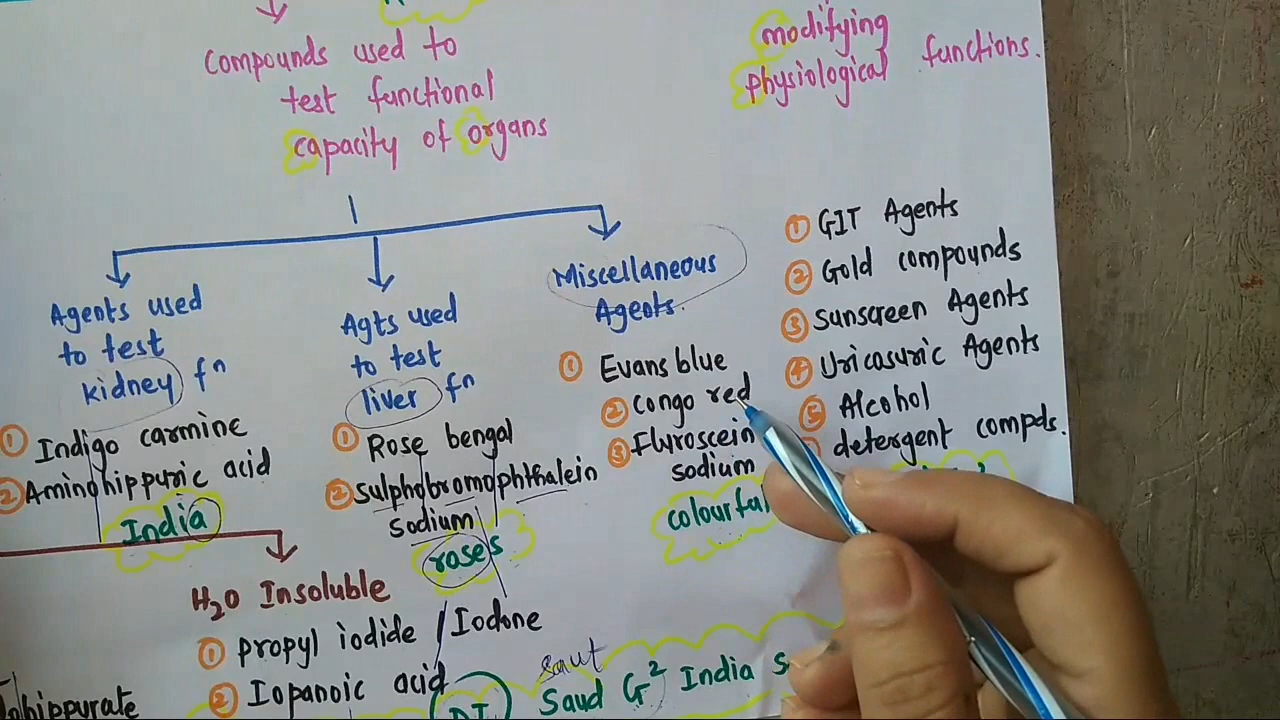 Compounds used to
test functional
capacity of organs
modifying
physiological functions.
Agents used
to test
kidney fn
① Indigo carmine
② Aminohippuric acid
India
Agts used
to test
liver fn
① Rose bengal
② Sulphobromophthalein
sodium
roses
Miscellaneous
Agents.
① Evans blue
② Congo red
③ Fluroscein
sodium
colourful
① GIT Agents
② Gold compounds
③ Sunscreen Agents
④ Uricasuric Agents
⑤ Alcohol
detergent compds.
H2O Insoluble
① propyl iodide / Iodone
② Iopanoic acid
hippurate
Saud G2 India S